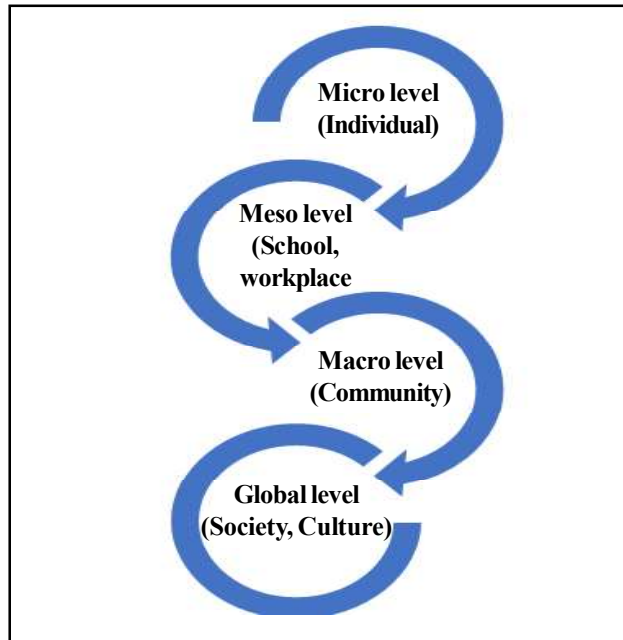 Micro level
(Individual)
Meso level
(School,
workplace
Macro level
(Community)
Global level
(Society, Culture)